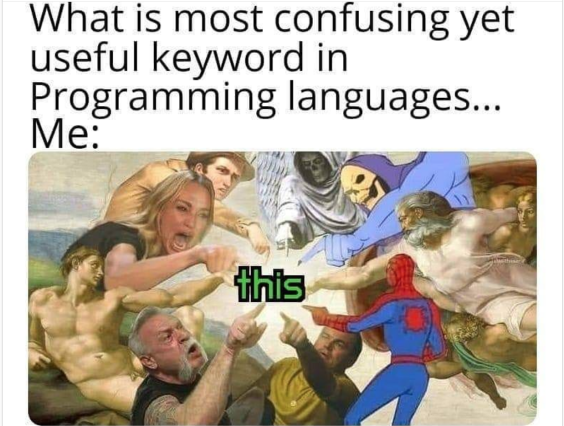 What is most confusing yet
useful keyword in
Programming languages...
Me:
this